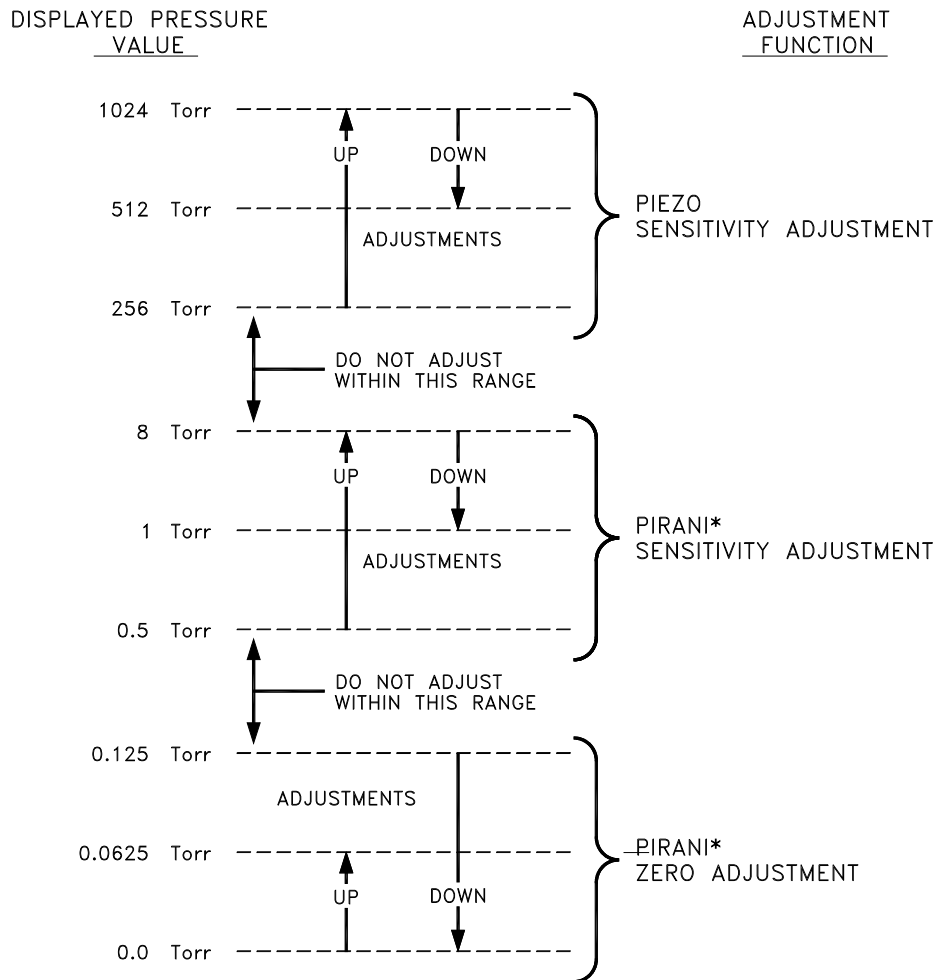 DISPLAYED PRESSURE
VALUE
ADJUSTMENT
FUNCTION
1024 Torr
UP
DOWN
512 Torr
ADJUSTMENTS
PIEZO
SENSITIVITY ADJUSTMENT
256 Torr
DO NOT ADJUST
WITHIN THIS RANGE
8 Torr
UP
DOWN
1 Torr
ADJUSTMENTS
PIRANI*
SENSITIVITY ADJUSTMENT
0.5 Torr
DO NOT ADJUST
WITHIN THIS RANGE
0.125 Torr
ADJUSTMENTS
0.0625 Torr
PIRANI*
ZERO ADJUSTMENT
UP
DOWN
0.0 Torr